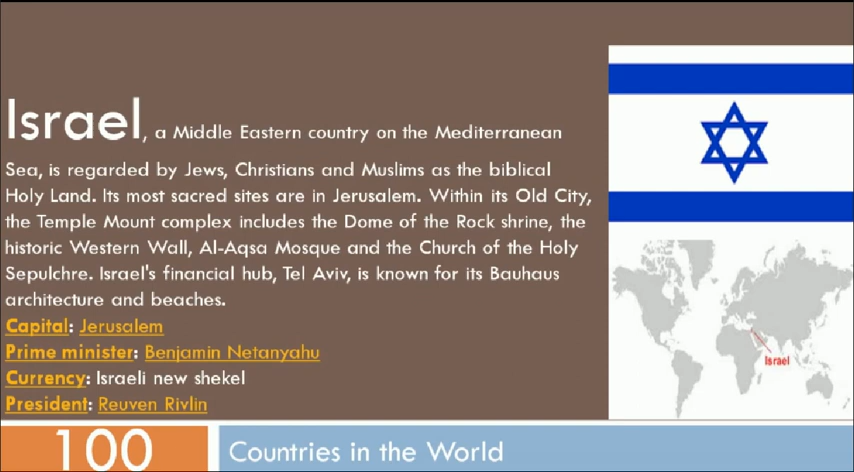 Israel, a Middle Eastern country on the Mediterranean
Sea, is regarded by Jews, Christians and Muslims as the biblical
Holy Land. Its most sacred sites are in Jerusalem. Within its Old City,
the Temple Mount complex includes the Dome of the Rock shrine, the
historic Western Wall, Al-Aqsa Mosque and the Church of the Holy
Sepulchre. Israel's financial hub, Tel Aviv, is known for its Bauhaus
architecture and beaches.
Capital: Jerusalem
Prime minister: Benjamin Netanyahu
Currency: Israeli new shekel
President: Reuven Rivlin
Israel
100
Countries in the World